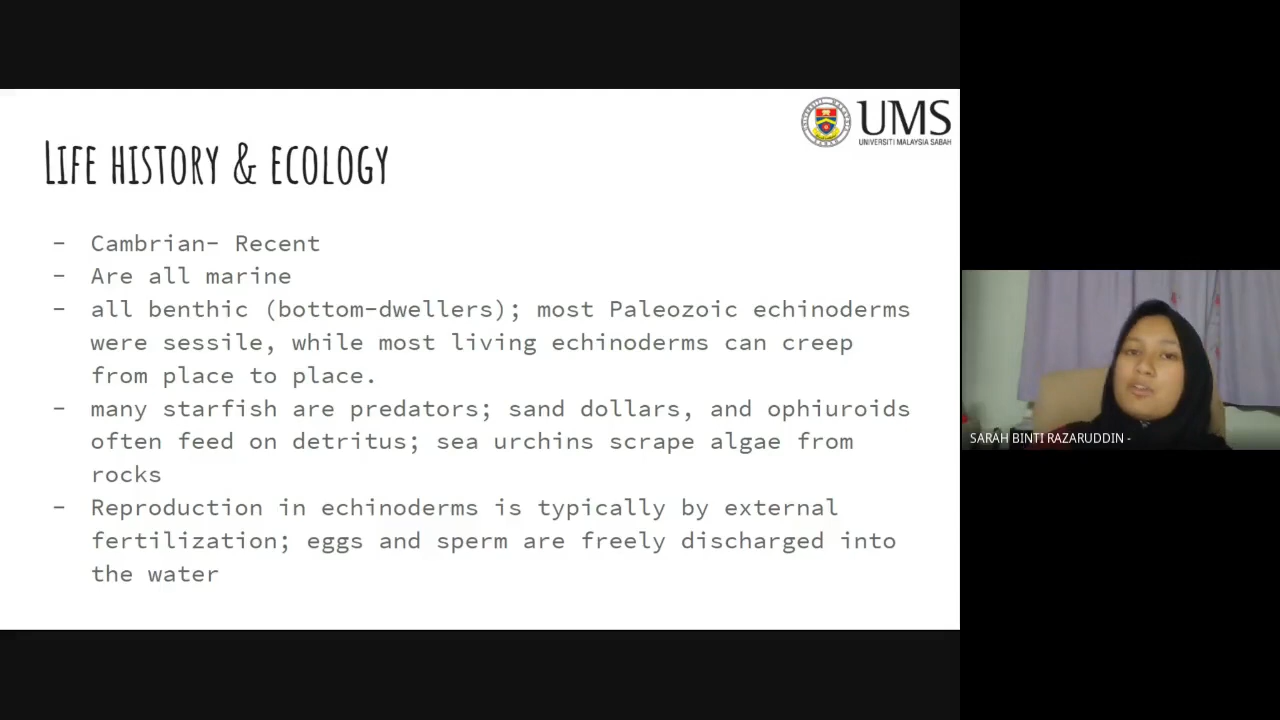 UMS
UNIVERSITI MALAYSIA SABAH
LIFE HISTORY & ECOLOGY
- Cambrian- Recent
- Are all marine
- all benthic (bottom-dwellers); most Paleozoic echinoderms
were sessile, while most living echinoderms can creep
from place to place.
- many starfish are predators; sand dollars, and ophiuroids
often feed on detritus; sea urchins scrape algae from
rocks
- Reproduction in echinoderms is typically by external
fertilization; eggs and sperm are freely discharged into
the water
SARAH BINTI RAZARUDDIN -